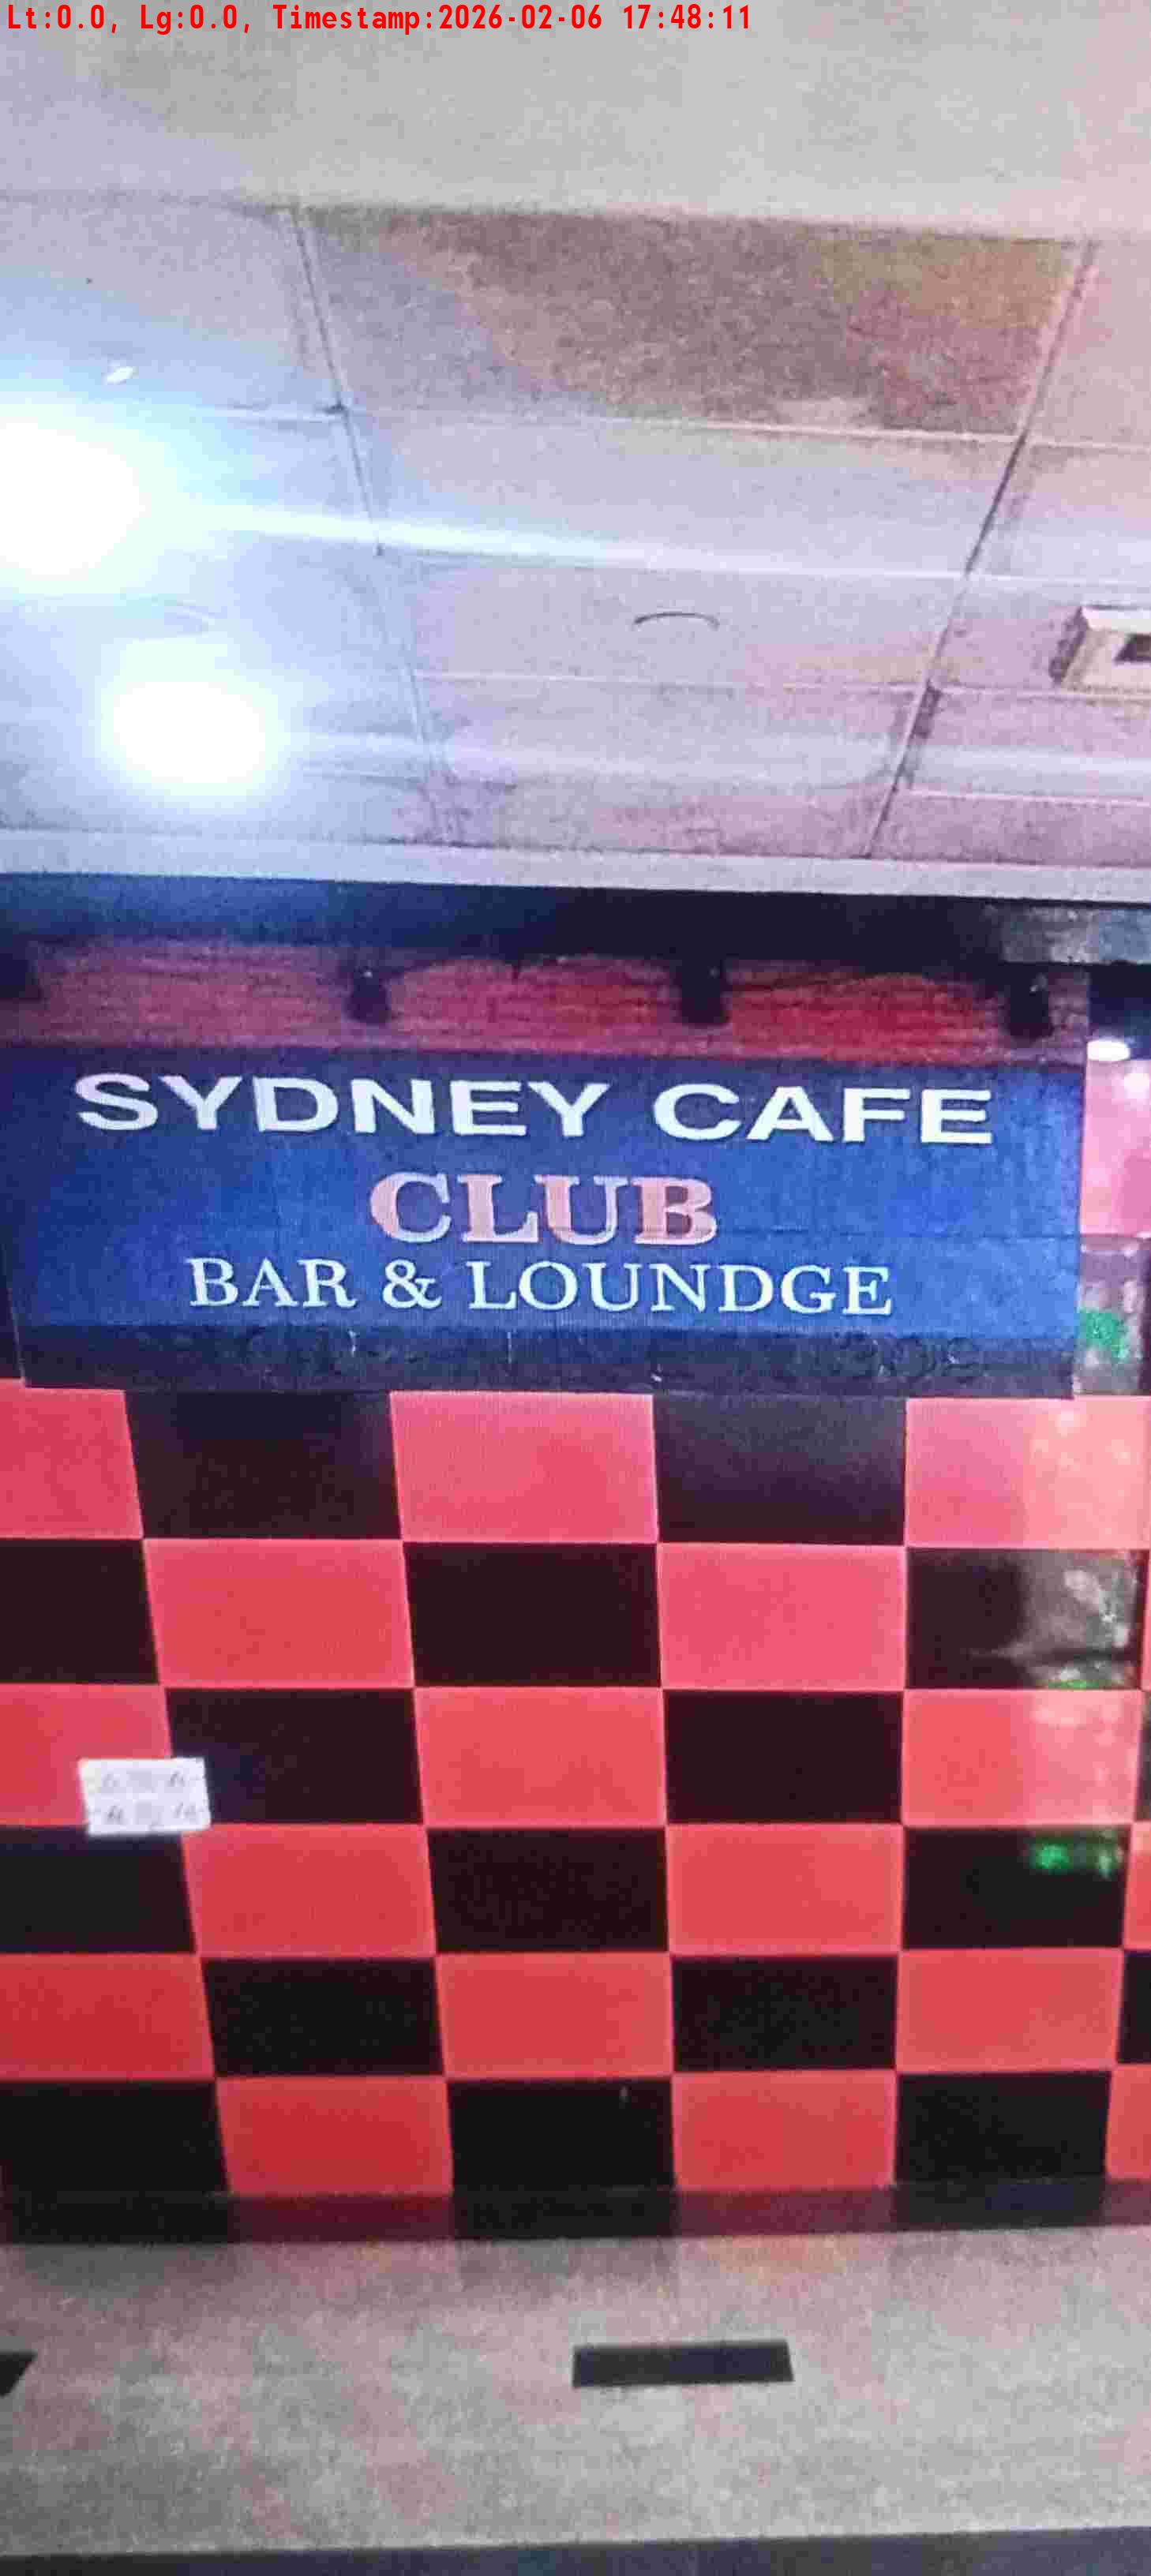 Lt:0.0, Lg:0.0, Timestamp:2026-02-06 17:48:11
SYDNEY CAFE
CLUB
BAR & LOUNDGE